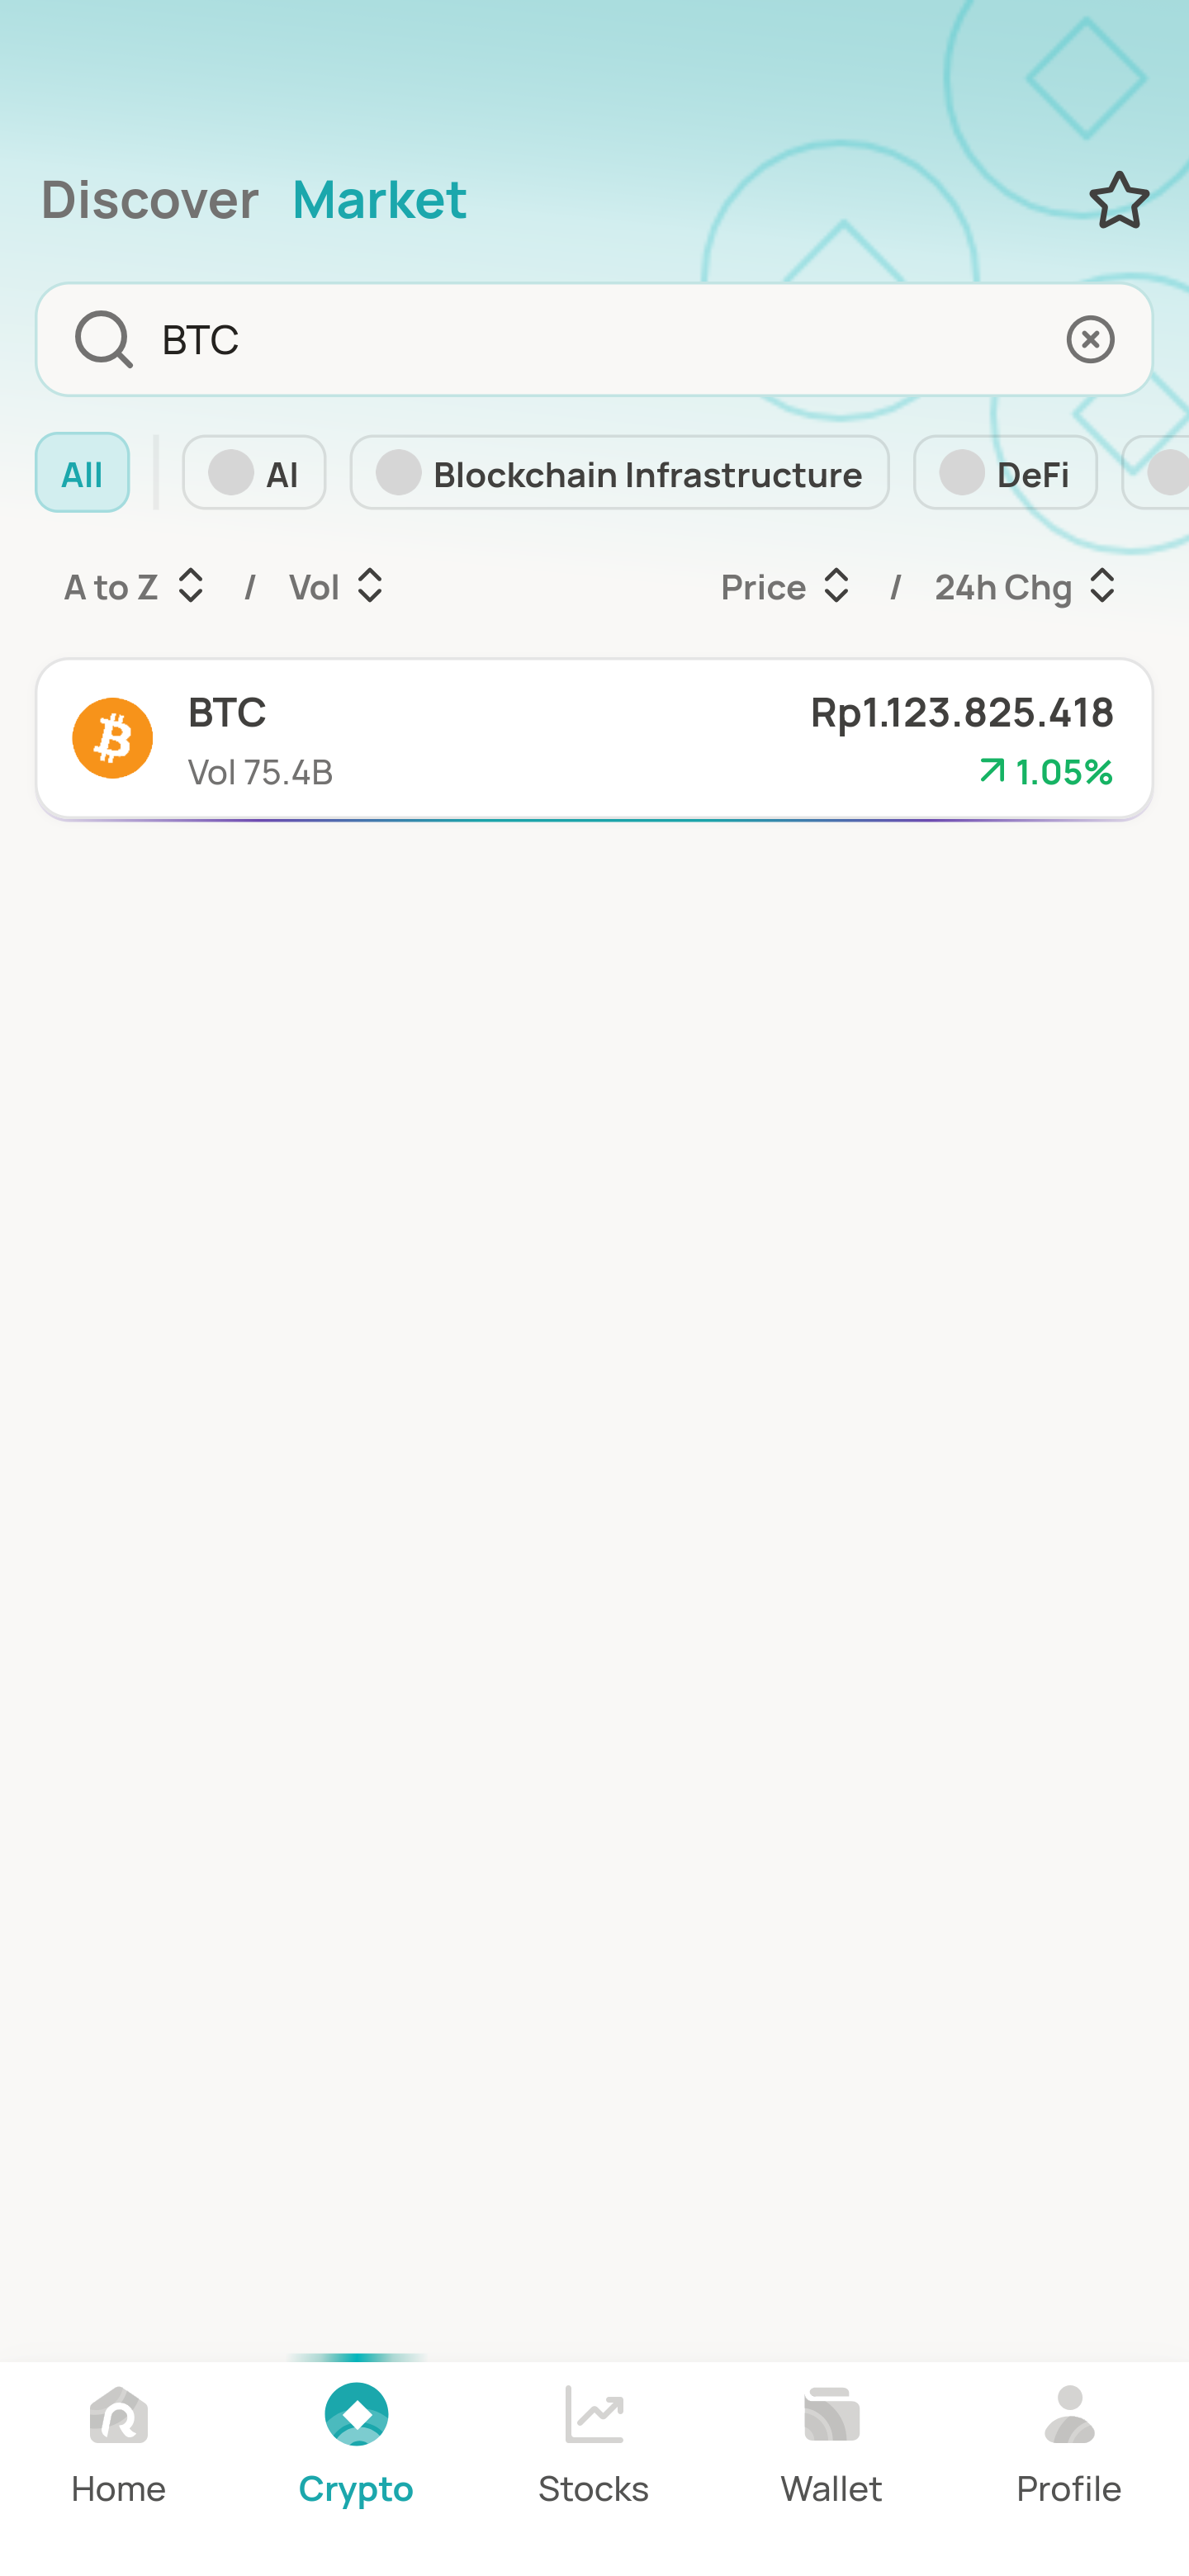 Discover Market
BTC
All AI Blockchain Infrastructure DeFi
A to Z / Vol Price / 24h Chg
BTC Rp1.123.825.418
Vol 75.4B 1.05%
Home Crypto Stocks Wallet Profile